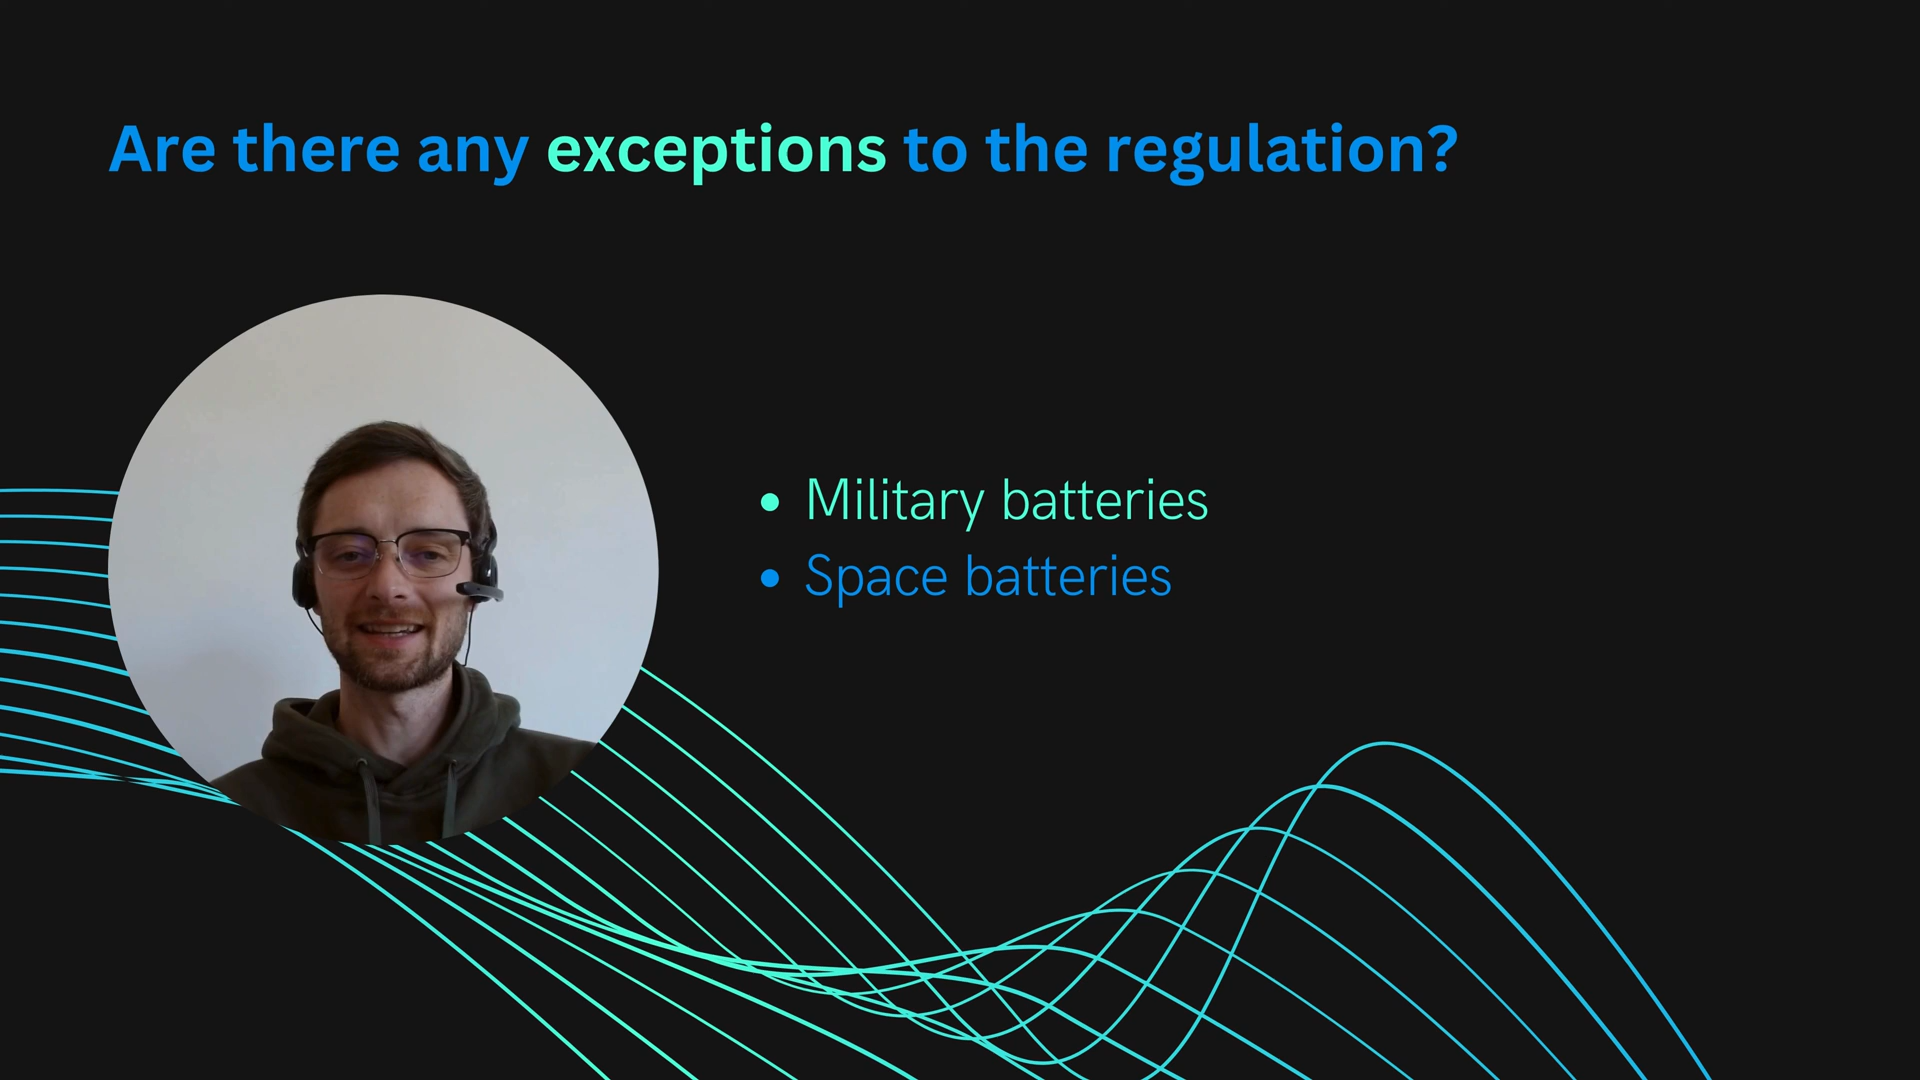 Are there any exceptions to the regulation?
• Military batteries
• Space batteries